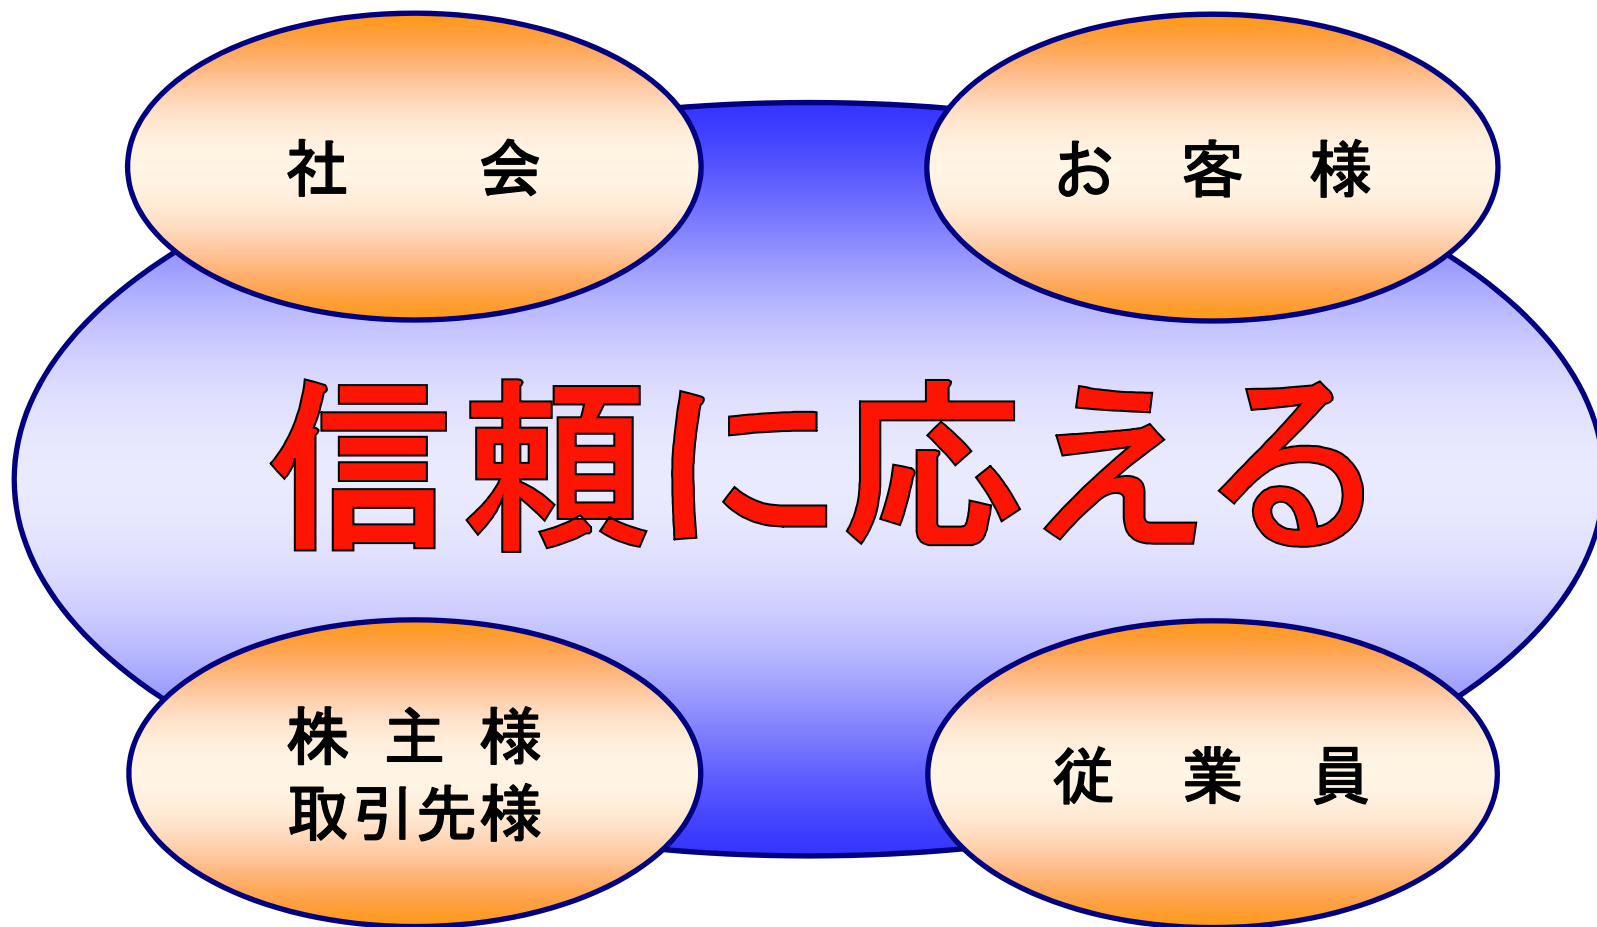 社会
お客様
信頼に応える
株主様
取引先様
従業員